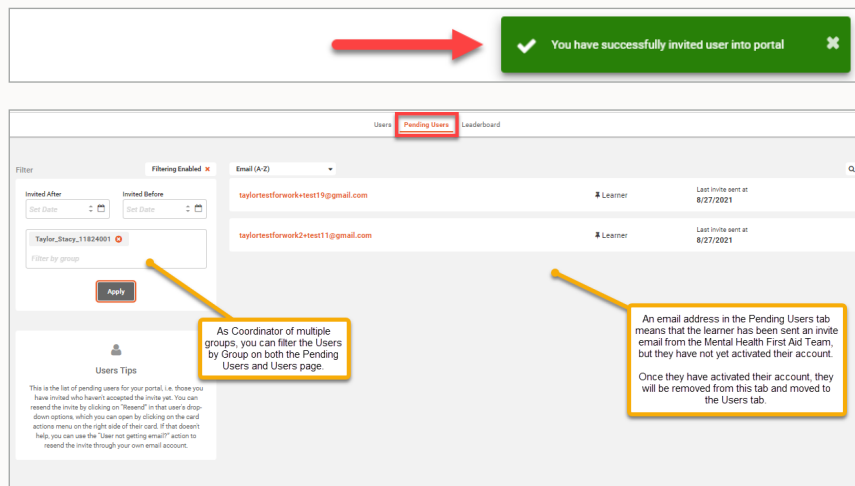 You have successfully invited user into portal
Users Pending Users Leaderboard
Filter Filtering Enabled Email (A-Z)
Invited After Invited Before
Set Date Set Date
taylortestforwork+test19@gmail.com Learner Last invite sent at
8/27/2021
Taylor_Stacy_11824001
Filter by group
taylortestforwork2+test11@gmail.com Learner Last invite sent at
8/27/2021
Apply
As Coordinator of multiple
groups, you can filter the Users
by Group on both the Pending
Users and Users page.
An email address in the Pending Users tab
means that the learner has been sent an invite
email from the Mental Health First Aid Team,
but they have not yet activated their account.
Once they have activated their account, they
will be removed from this tab and moved to
the Users tab.
Users Tips
This is the list of pending users for your portal, i.e. those you
have invited who haven't accepted the invite yet. You can
resend the invite by clicking on "Resend" in that user's drop-
down options, which you can open by clicking on the card
actions menu on the right side of their card. If that doesn't
help, you can use the "User not getting email?" action to
resend the invite through your own email account.